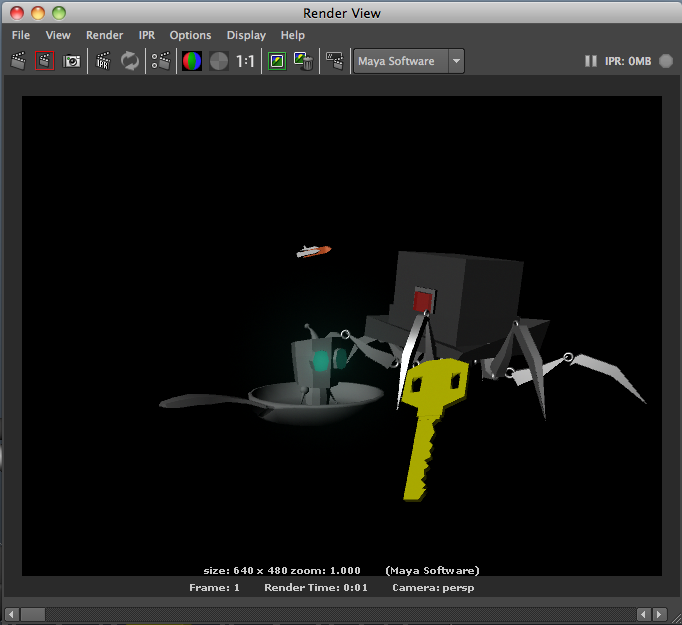 Render View
File View Render IPR Options Display Help
IPR 1:1 Maya Software IPR: 0MB
size: 640 x 480 zoom: 1.000 (Maya Software)
Frame: 1 Render Time: 0:01 Camera: persp